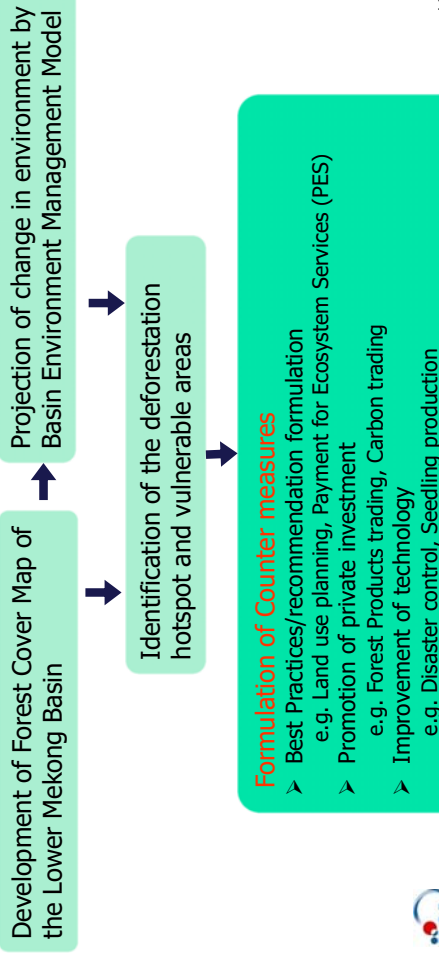 Development of Forest Cover Map of
the Lower Mekong Basin
Projection of change in environment by
Basin Environment Management Model
Identification of the deforestation
hotspot and vulnerable areas
Formulation of Counter measures
➢ Best Practices/recommendation formulation
e.g. Land use planning, Payment for Ecosystem Services (PES)
➢ Promotion of private investment
e.g. Forest Products trading, Carbon trading
➢ Improvement of technology
e.g. Disaster control, Seedling production